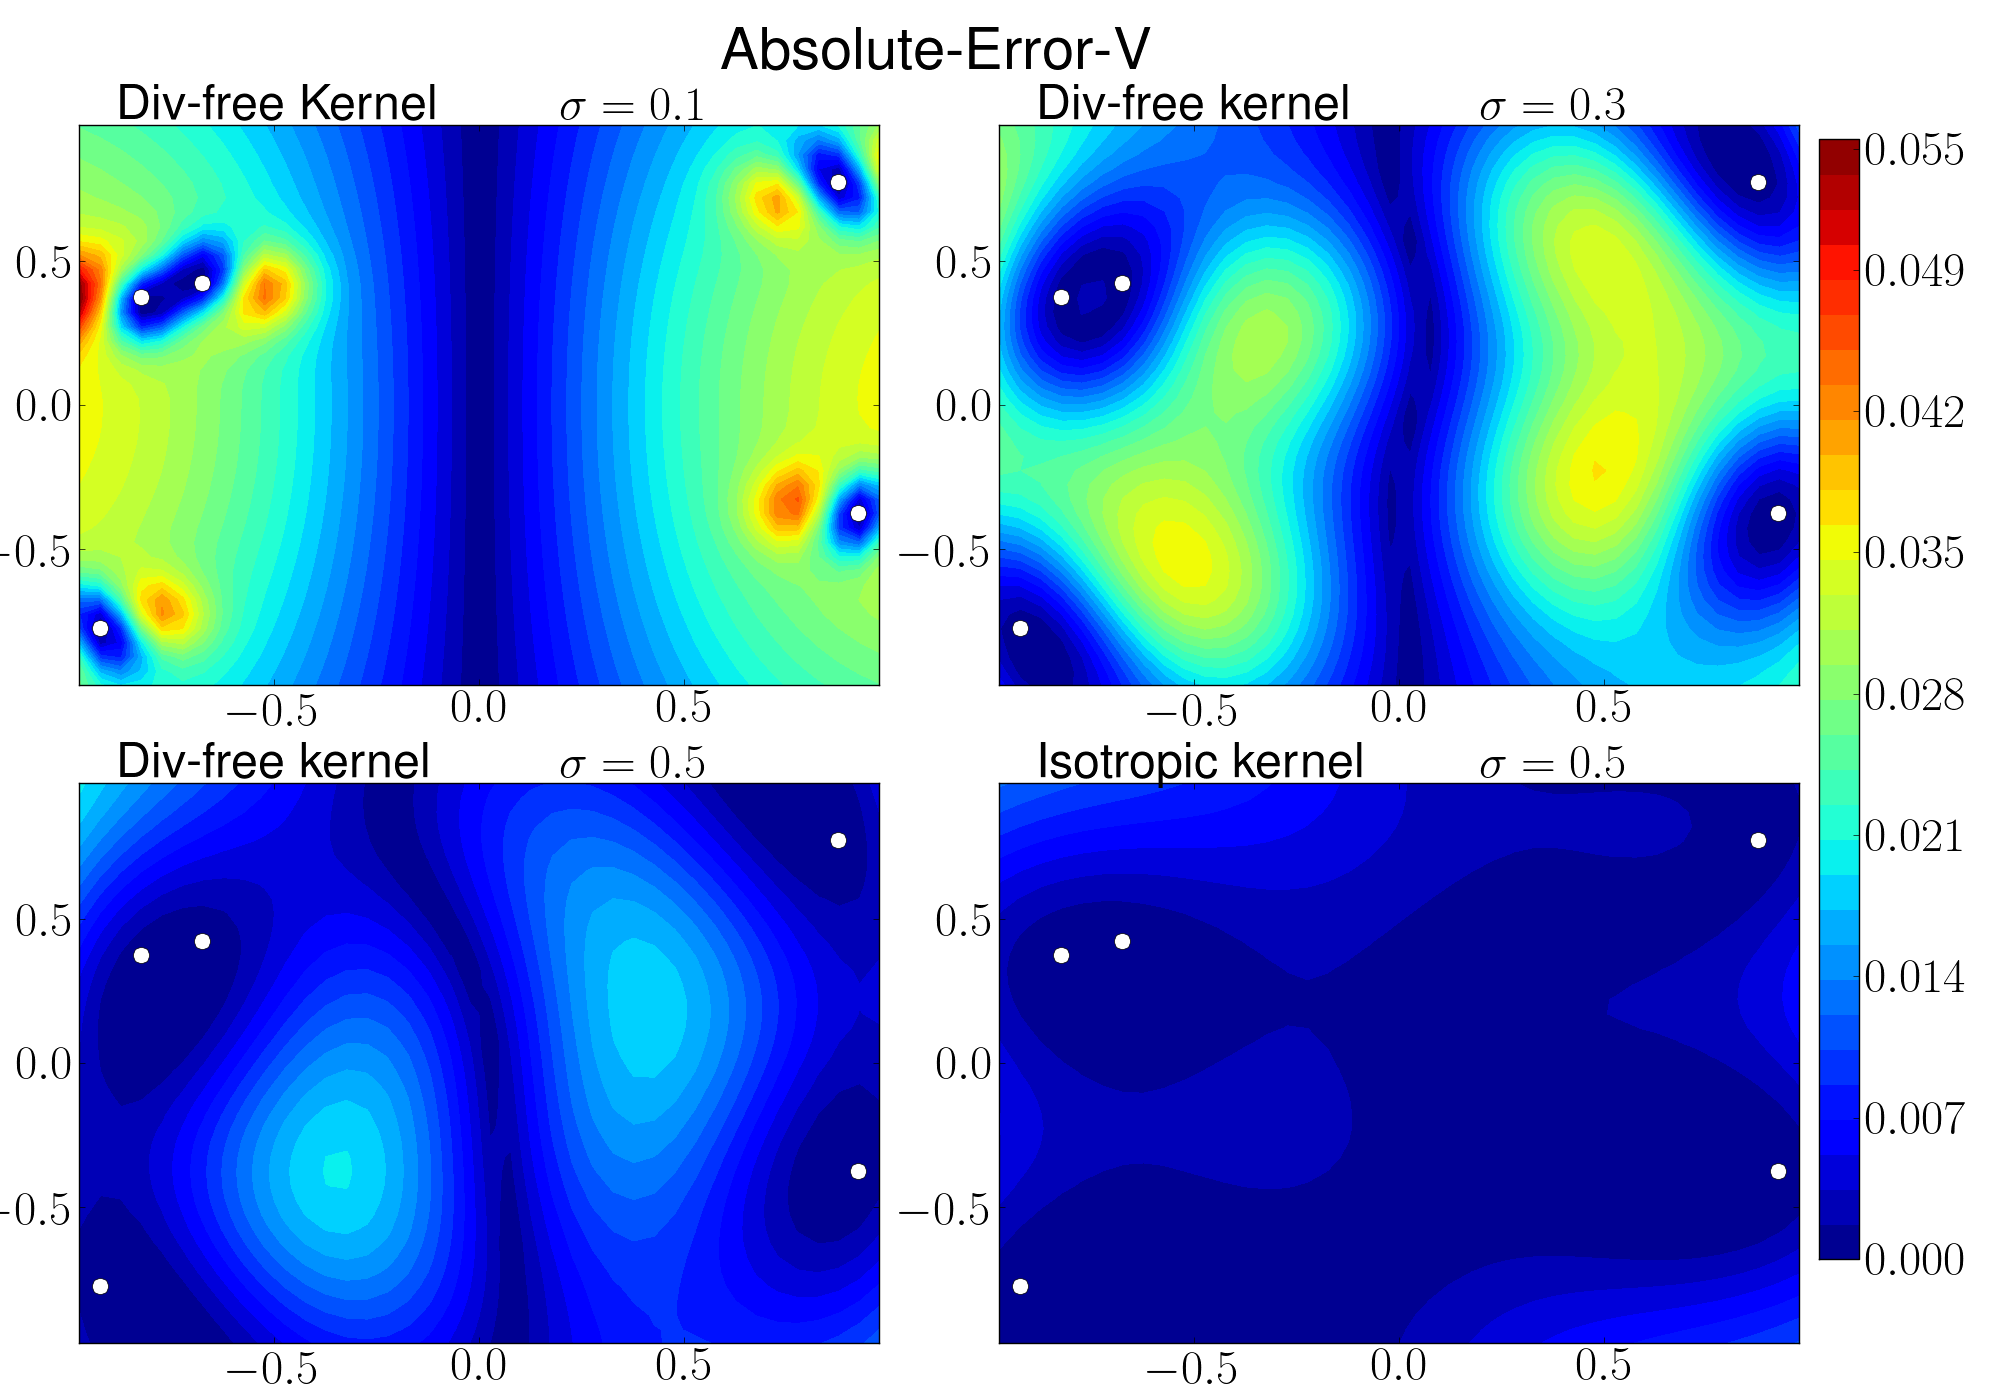 Absolute-Error-V
Div-free Kernel σ = 0.1
Div-free kernel σ = 0.3
0.5
0.0
−0.5
−0.5 0.0 0.5
0.5
0.0
−0.5
−0.5 0.0 0.5
Div-free kernel σ = 0.5
Isotropic kernel σ = 0.5
0.5
0.0
−0.5
−0.5 0.0 0.5
0.5
0.0
−0.5
−0.5 0.0 0.5
0.055
0.049
0.042
0.035
0.028
0.021
0.014
0.007
0.000